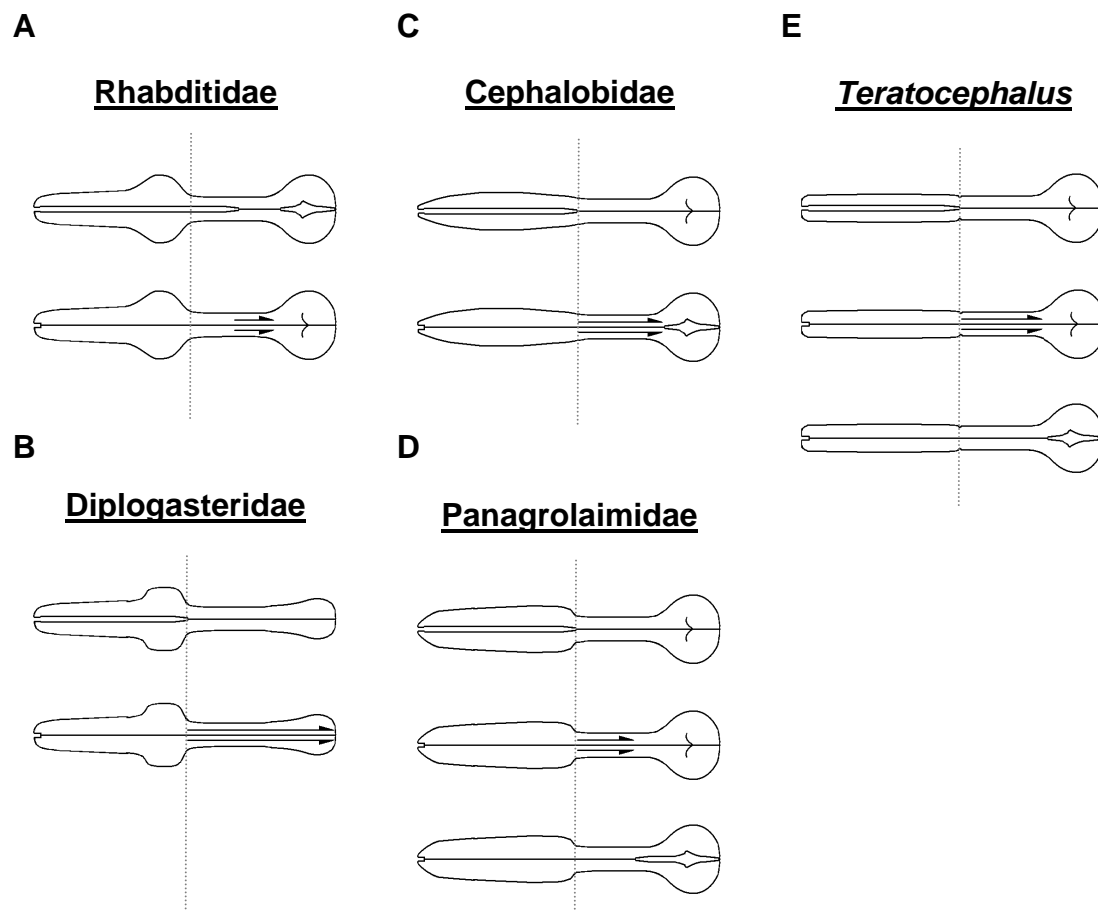 A
Rhabditidae
B
Diplogasteridae
C
Cephalobidae
D
Panagrolaimidae
E
Teratocephalus